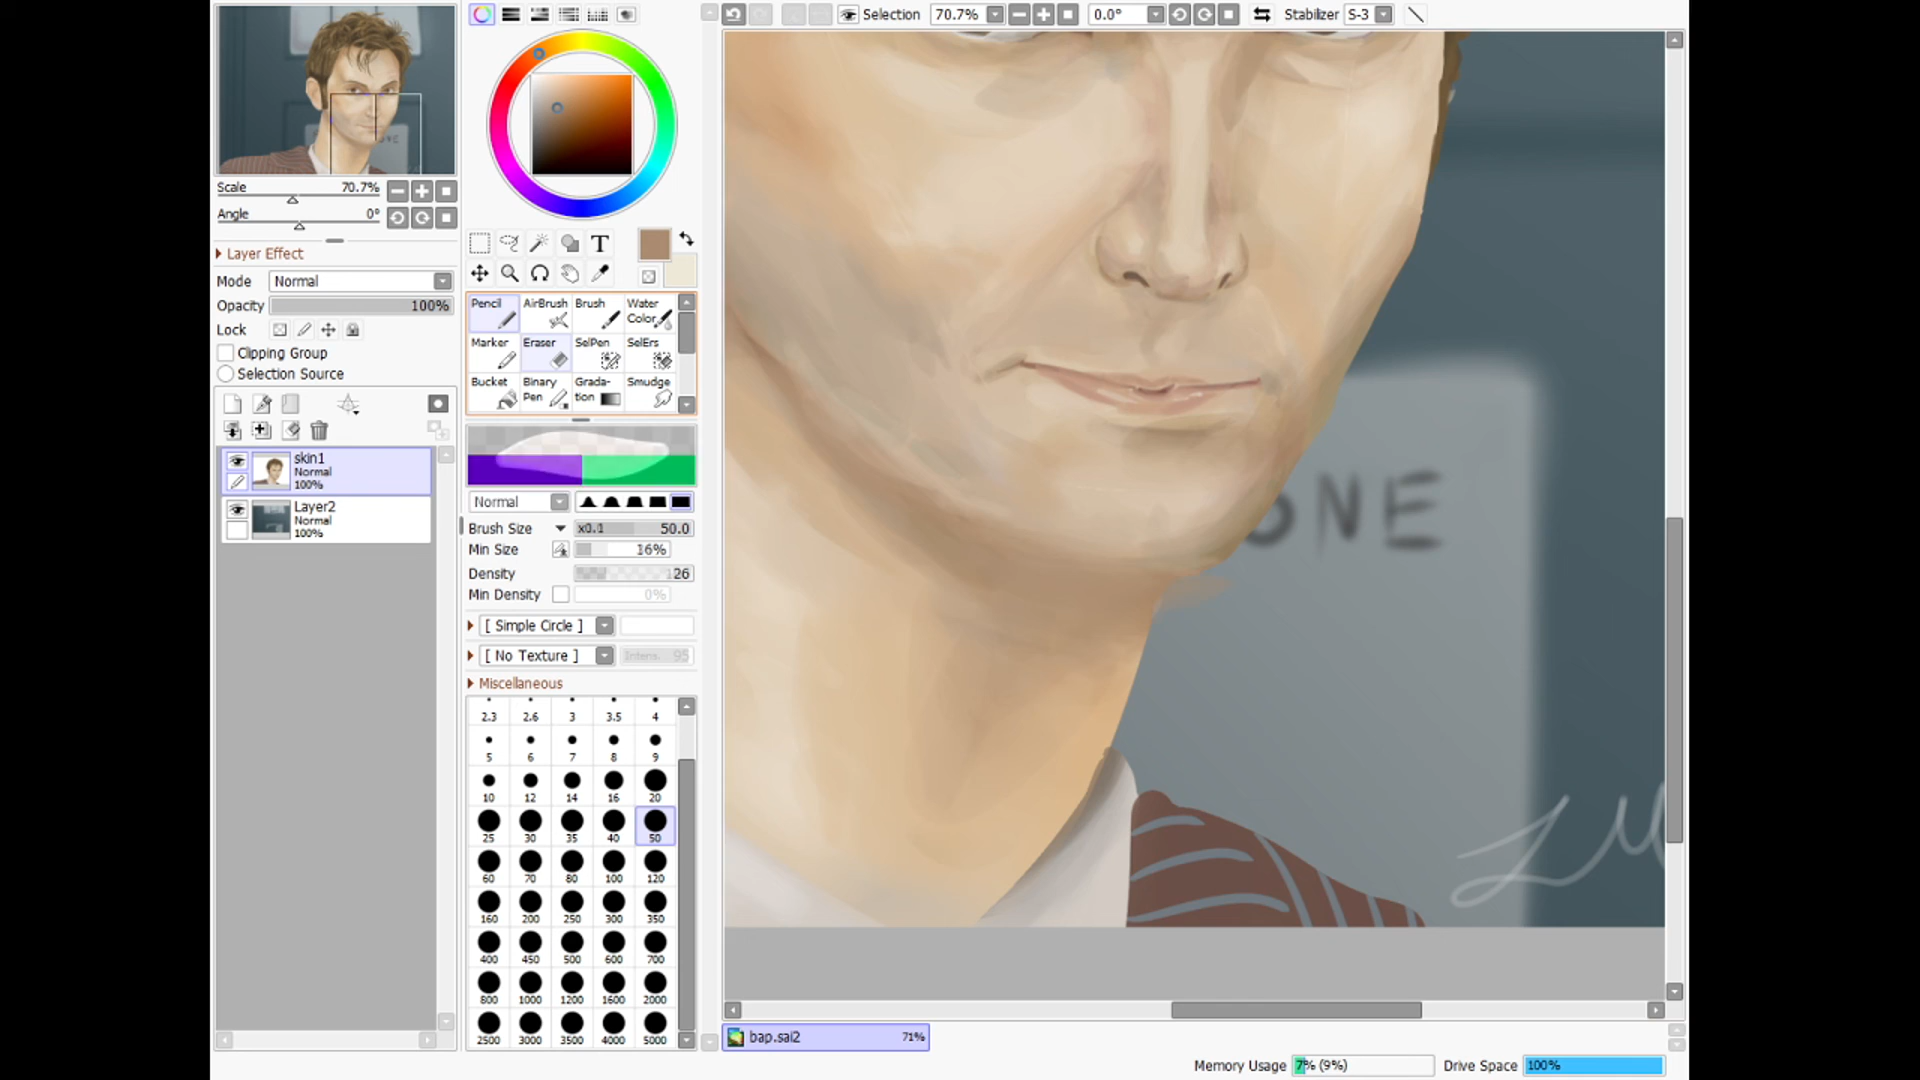 Selection 70.7% 0.0° Stabilizer S-3
Scale 70.7%
Angle 0°
Layer Effect
Mode Normal
Opacity 100%
Lock
Clipping Group
Selection Source
skin1
Normal
100%
Layer2
Normal
100%
T
Pencil AirBrush Brush Water Color
Marker Eraser SelPen SelErs
Bucket Binary Pen Grada-tion Smudge
Normal
Brush Size x0.1 50.0
Min Size 16%
Density 126
Min Density 0%
[ Simple Circle ]
[ No Texture ] Intens. 95
Miscellaneous
2.3 2.6 3 3.5 4
5 6 7 8 9
10 12 14 16 20
25 30 35 40 50
60 70 80 100 120
160 200 250 300 350
400 450 500 600 700
800 1000 1200 1600 2000
2500 3000 3500 4000 5000
ONE
bap.sai2 71%
Memory Usage 7% (9%) Drive Space 100%